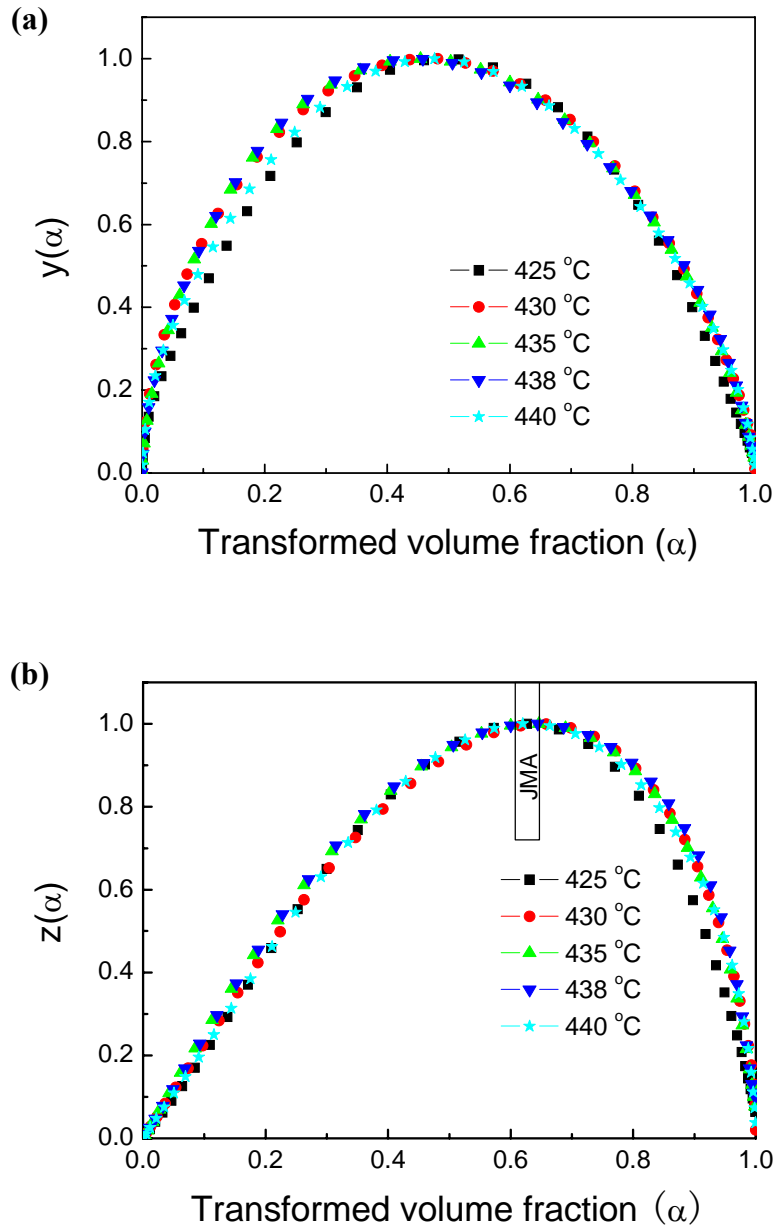 (a)
1.0
0.8
0.6
0.4
0.2
0.0
y(α)
425 °C
430 °C
435 °C
438 °C
440 °C
0.0 0.2 0.4 0.6 0.8 1.0
Transformed volume fraction (α)
(b)
1.0
0.8
0.6
0.4
0.2
0.0
z(α)
JMA
425 °C
430 °C
435 °C
438 °C
440 °C
0.0 0.2 0.4 0.6 0.8 1.0
Transformed volume fraction (α)